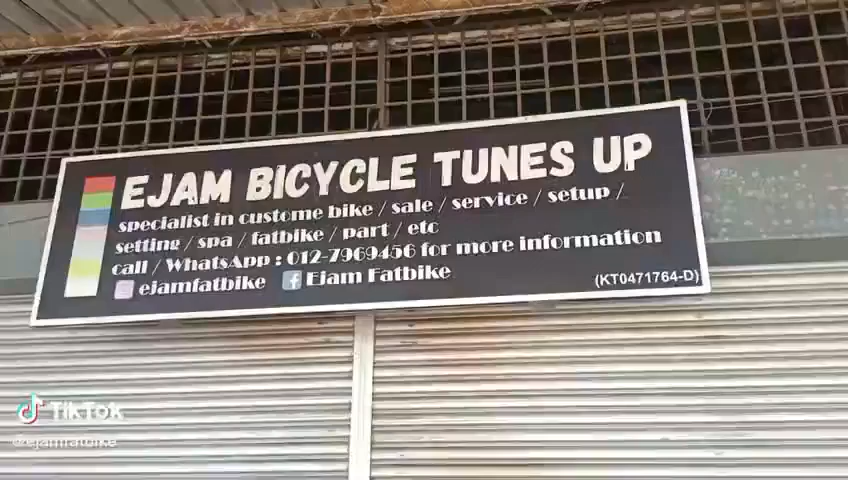 EJAM BICYCLE TUNES UP
specialist in custome bike / sale / service / setup /
setting / spa / fatbike / part / etc
call / WhatsApp : 012-7969456 for more information
ejamfatbike Ejam Fatbike
(KT0471764-D)
TikTok
@ejamfatbike